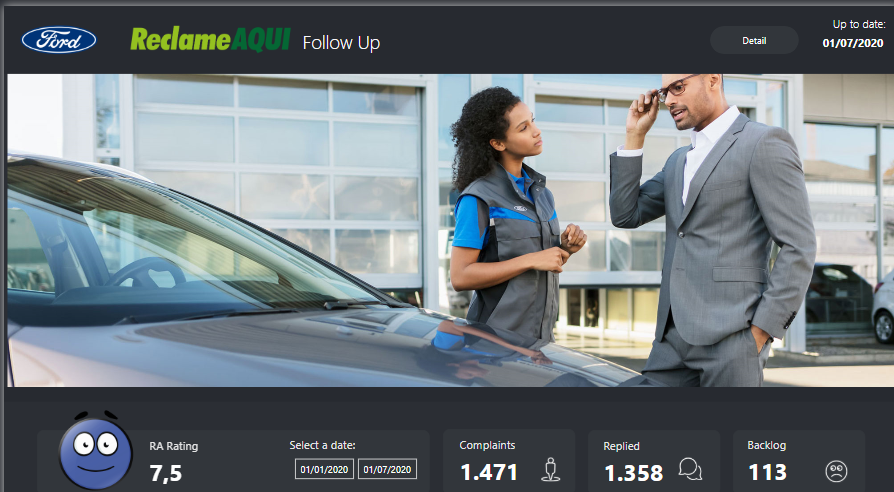 Ford
ReclameAQUI Follow Up
Detail
Up to date:
01/07/2020
RA Rating
7,5
Select a date:
01/01/2020 01/07/2020
Complaints
1.471
Replied
1.358
Backlog
113